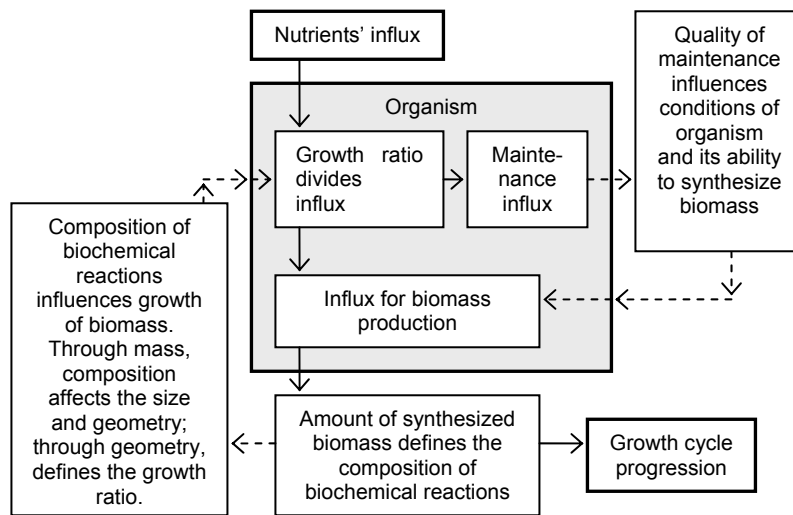 Nutrients’ influx
Organism
Growth ratio
divides
influx
Mainte-
nance
influx
Quality of
maintenance
influences
conditions of
organism
and its ability
to synthesize
biomass
Composition of
biochemical
reactions
influences growth
of biomass.
Through mass,
composition
affects the size
and geometry;
through geometry,
defines the growth
ratio.
Influx for biomass
production
Amount of synthesized
biomass defines the
composition of
biochemical reactions
Growth cycle
progression